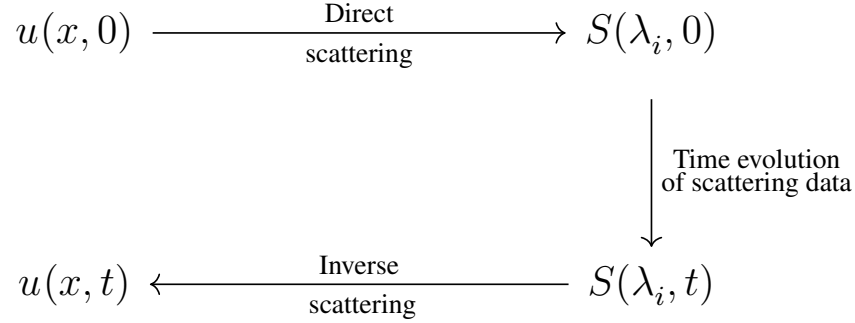 Direct
u(x, 0) S(λ_i, 0)
scattering
Time evolution
of scattering data
Inverse
u(x, t) S(λ_i, t)
scattering